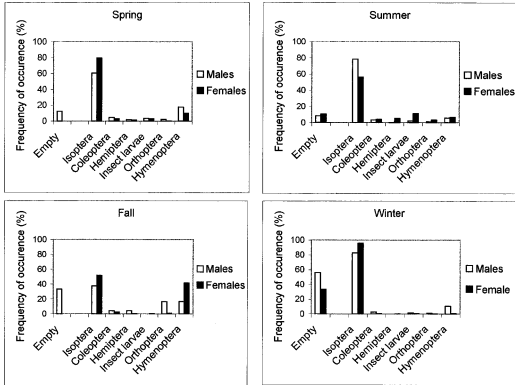 Spring
Frequency of occurence (%)
100
80
60
40
20
0
Empty
Isoptera
Coleoptera
Hemiptera
Insect larvae
Orthoptera
Hymenoptera
Males
Females
Summer
Frequency of occurence (%)
100
80
60
40
20
0
Empty
Isoptera
Coleoptera
Hemiptera
Insect larvae
Orthoptera
Hymenoptera
Males
Females
Fall
Frequency of occurence (%)
100
80
60
40
20
0
Empty
Isoptera
Coleoptera
Hemiptera
Insect larvae
Orthoptera
Hymenoptera
Males
Females
Winter
Frequency of occurence (%)
100
80
60
40
20
0
Empty
Isoptera
Coleoptera
Hemiptera
Insect larvae
Orthoptera
Hymenoptera
Males
Female